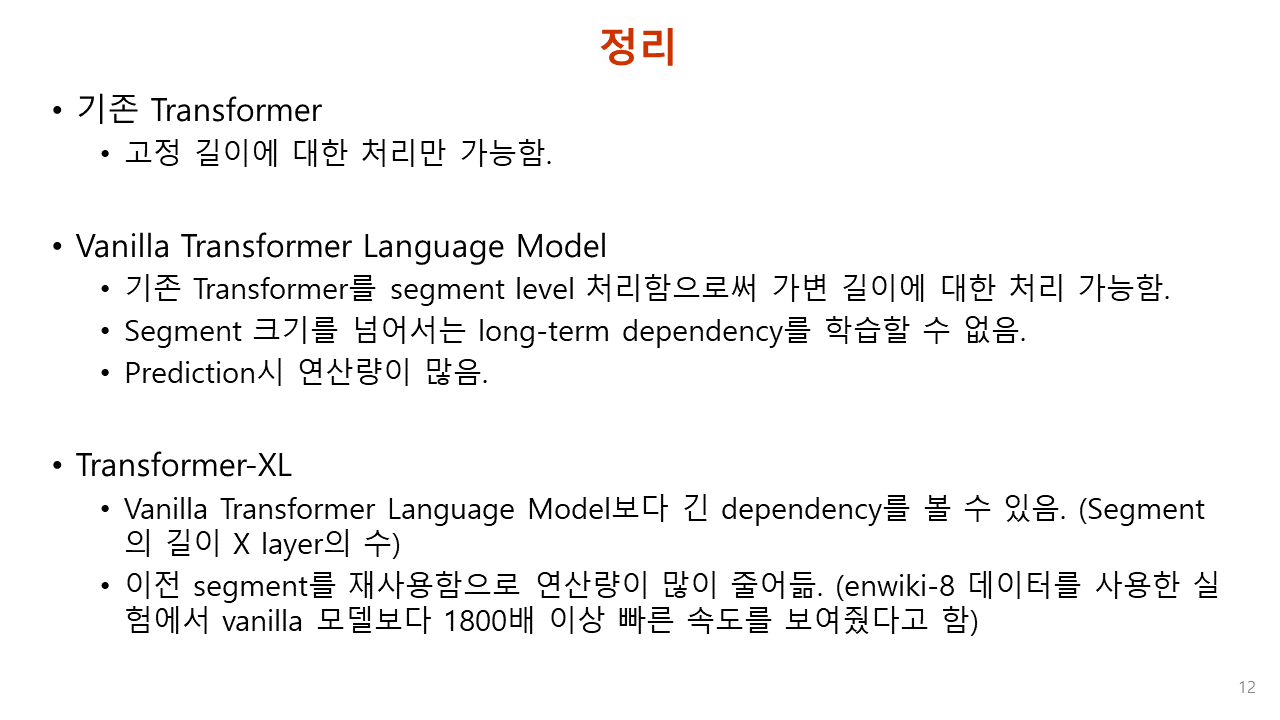 정리
• 기존 Transformer
• 고정 길이에 대한 처리만 가능함.
• Vanilla Transformer Language Model
• 기존 Transformer를 segment level 처리함으로써 가변 길이에 대한 처리 가능함.
• Segment 크기를 넘어서는 long-term dependency를 학습할 수 없음.
• Prediction시 연산량이 많음.
• Transformer-XL
• Vanilla Transformer Language Model보다 긴 dependency를 볼 수 있음. (Segment
의 길이 X layer의 수)
• 이전 segment를 재사용함으로 연산량이 많이 줄어듦. (enwiki-8 데이터를 사용한 실
험에서 vanilla 모델보다 1800배 이상 빠른 속도를 보여줬다고 함)
12